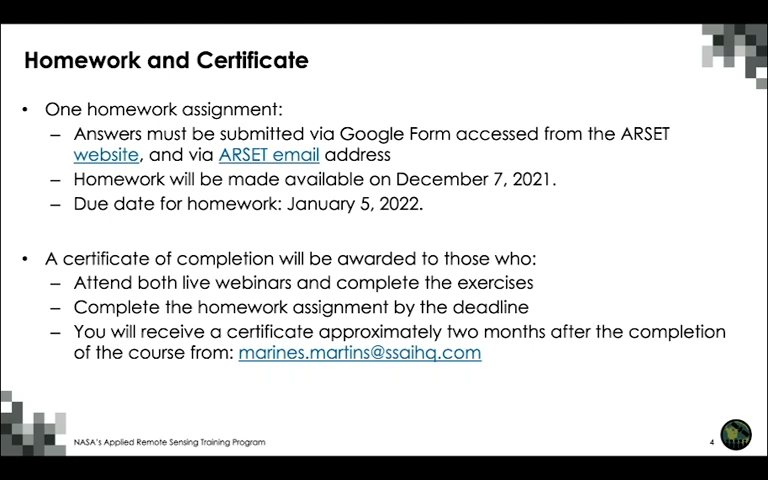 Homework and Certificate
• One homework assignment:
– Answers must be submitted via Google Form accessed from the ARSET
website, and via ARSET email address
– Homework will be made available on December 7, 2021.
– Due date for homework: January 5, 2022.
• A certificate of completion will be awarded to those who:
– Attend both live webinars and complete the exercises
– Complete the homework assignment by the deadline
– You will receive a certificate approximately two months after the completion
of the course from: marines.martins@ssaihq.com
NASA's Applied Remote Sensing Training Program
4